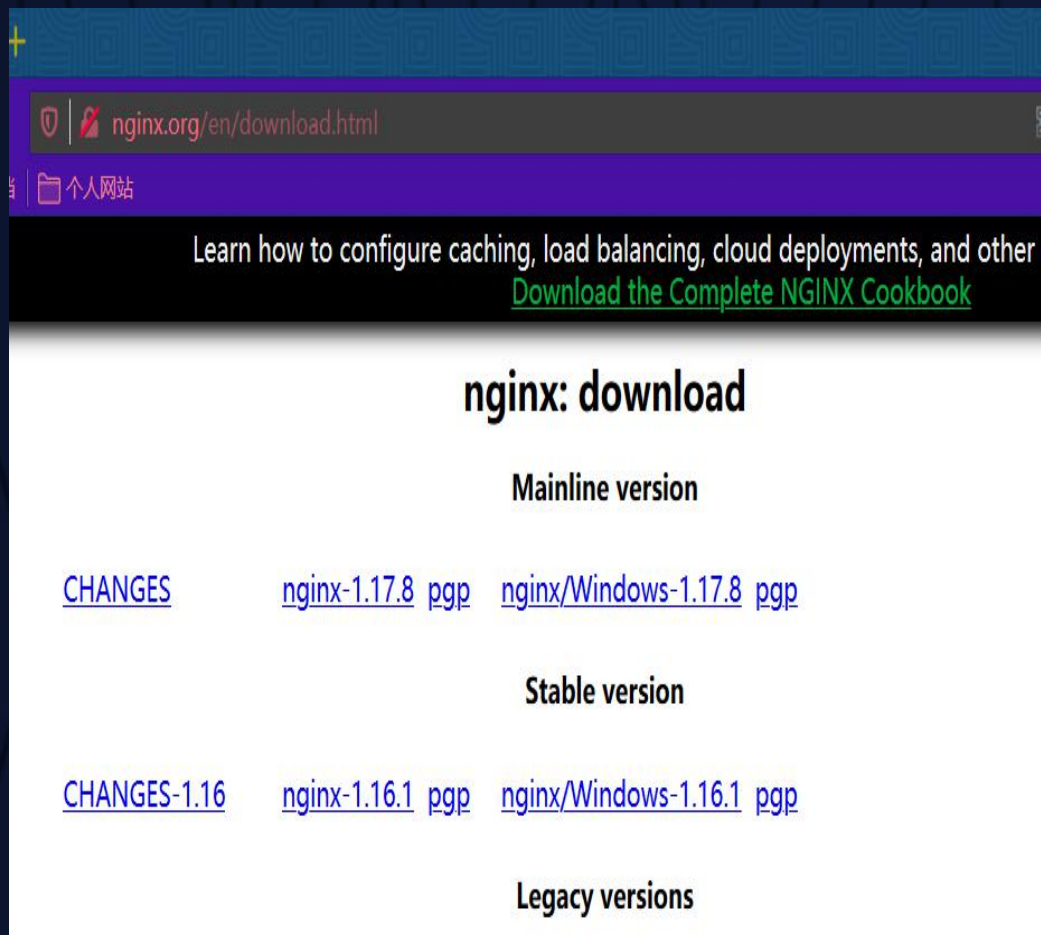 nginx.org/en/download.html
个人网站
Learn how to configure caching, load balancing, cloud deployments, and other
Download the Complete NGINX Cookbook
nginx: download
Mainline version
CHANGES nginx-1.17.8 pgp nginx/Windows-1.17.8 pgp
Stable version
CHANGES-1.16 nginx-1.16.1 pgp nginx/Windows-1.16.1 pgp
Legacy versions